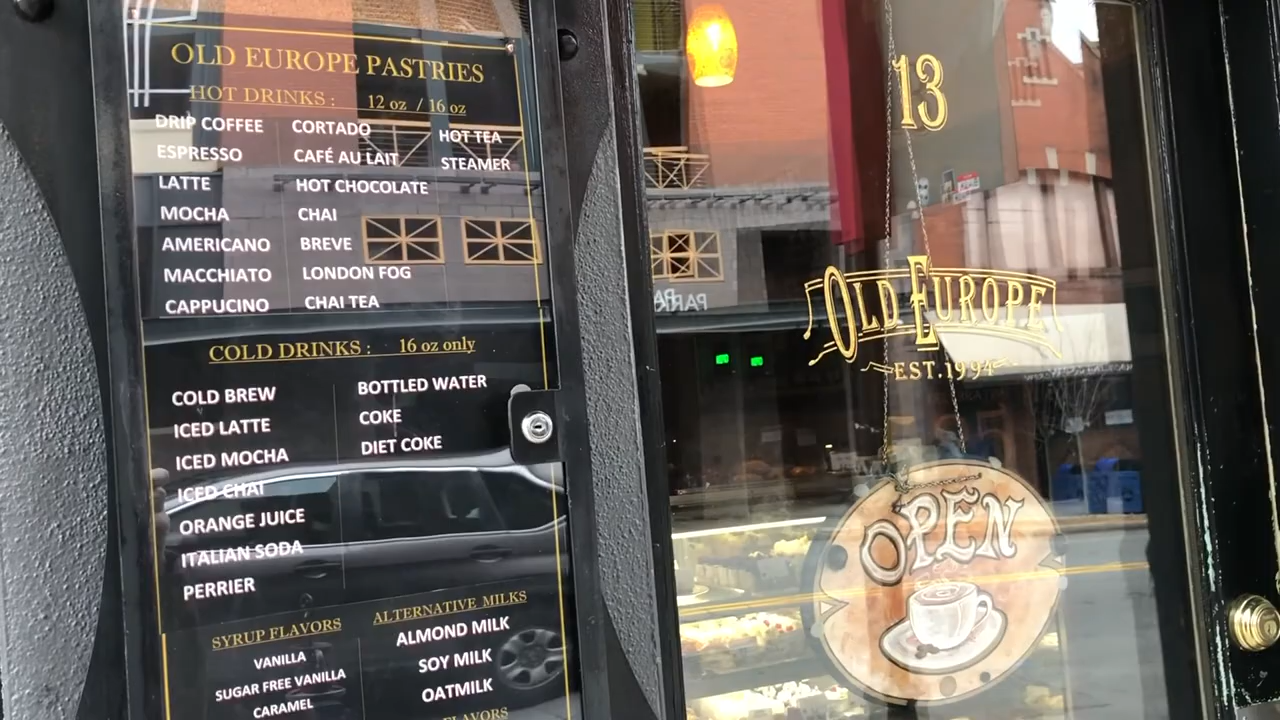 OLD EUROPE PASTRIES
HOT DRINKS : 12 oz / 16 oz
DRIP COFFEE
ESPRESSO
LATTE
MOCHA
AMERICANO
MACCHIATO
CAPPUCINO
CORTADO
CAFÉ AU LAIT
HOT CHOCOLATE
CHAI
BREVE
LONDON FOG
CHAI TEA
HOT TEA
STEAMER
COLD DRINKS : 16 oz only
COLD BREW
ICED LATTE
ICED MOCHA
ICED CHAI
ORANGE JUICE
ITALIAN SODA
PERRIER
BOTTLED WATER
COKE
DIET COKE
SYRUP FLAVORS
VANILLA
SUGAR FREE VANILLA
CARAMEL
ALTERNATIVE MILKS
ALMOND MILK
SOY MILK
OATMILK
FLAVORS
13
OLD EUROPE
EST. 1994
OPEN